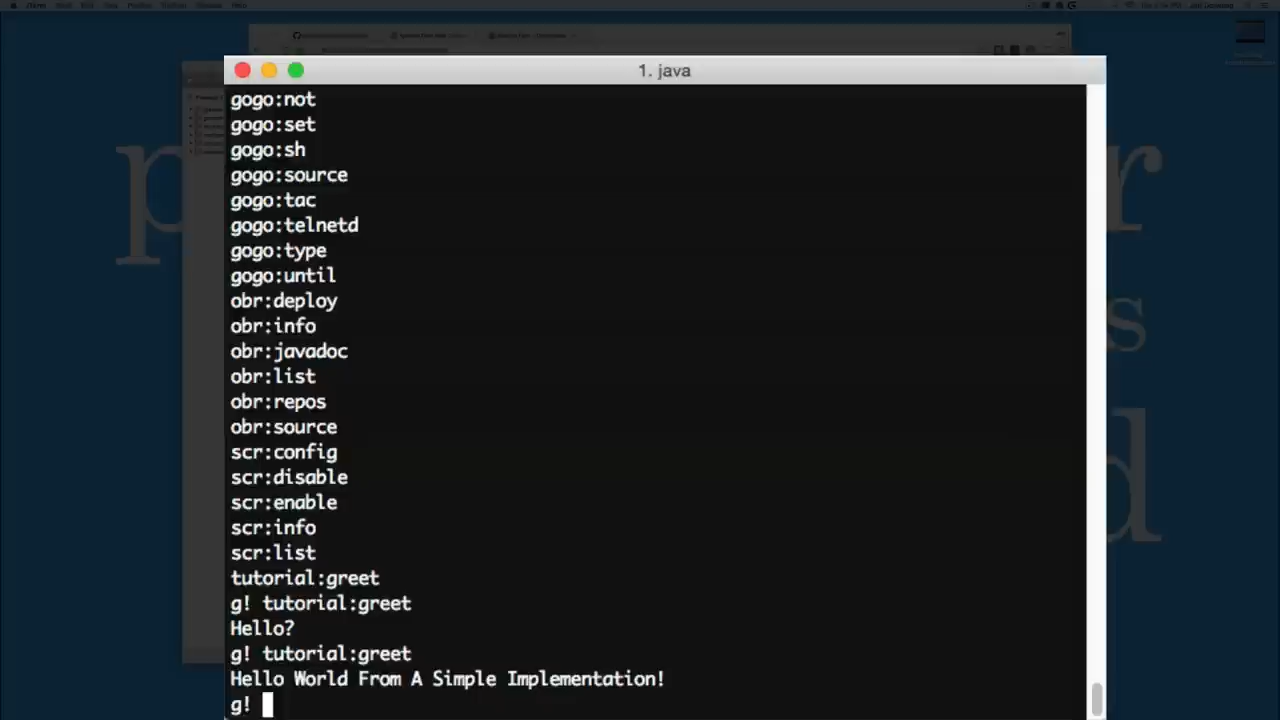 1. java
gogo:not
gogo:set
gogo:sh
gogo:source
gogo:tac
gogo:telnetd
gogo:type
gogo:until
obr:deploy
obr:info
obr:javadoc
obr:list
obr:repos
obr:source
scr:config
scr:disable
scr:enable
scr:info
scr:list
tutorial:greet
g! tutorial:greet
Hello?
g! tutorial:greet
Hello World From A Simple Implementation!
g!